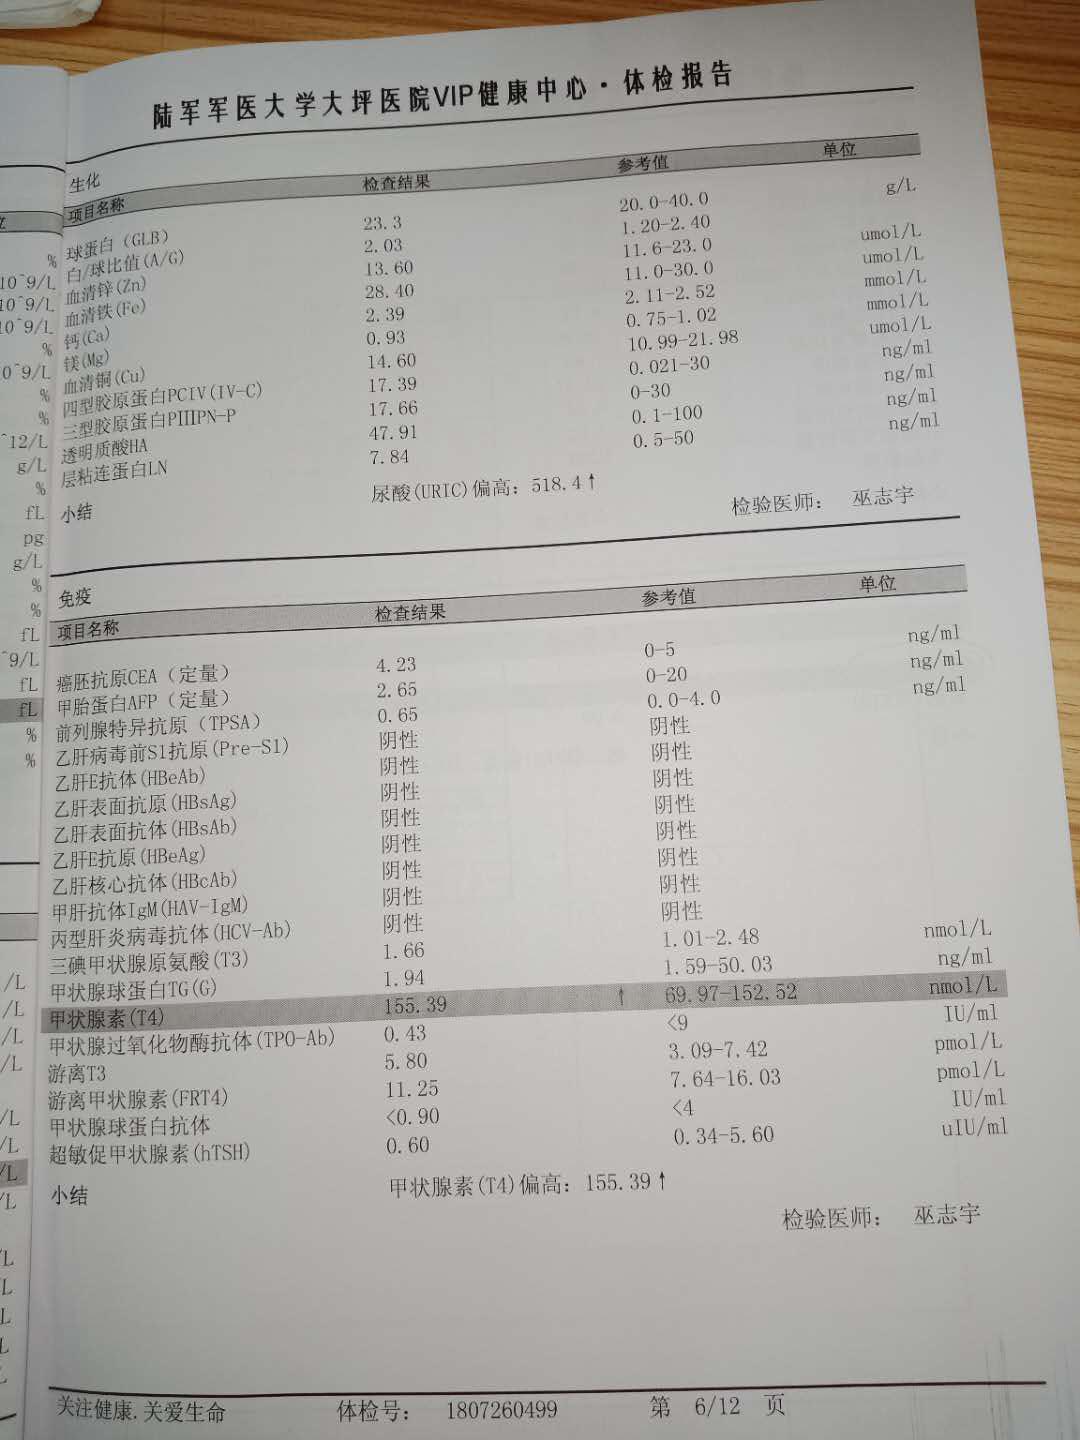 陆军军医大学大坪医院VIP健康中心·体检报告
生化
项目名称 检查结果 参考值 单位
球蛋白(GLB) 23.3 20.0-40.0 g/L
白/球比值(A/G) 2.03 1.20-2.40
血清锌(Zn) 13.60 11.6-23.0 umol/L
血清铁(Fe) 28.40 11.0-30.0 umol/L
钙(Ca) 2.39 2.11-2.52 mmol/L
镁(Mg) 0.93 0.75-1.02 mmol/L
血清铜(Cu) 14.60 10.99-21.98 umol/L
四型胶原蛋白PCIV(IV-C) 17.39 0.021-30 ng/ml
三型胶原蛋白PIIIPN-P 17.66 0-30 ng/ml
透明质酸HA 47.91 0.1-100 ng/ml
层粘连蛋白LN 7.84 0.5-50 ng/ml
小结 尿酸(URIC)偏高：518.4↑
检验医师： 巫志宇
免疫
项目名称 检查结果 参考值 单位
癌胚抗原CEA（定量） 4.23 0-5 ng/ml
甲胎蛋白AFP（定量） 2.65 0-20 ng/ml
前列腺特异抗原（TPSA） 0.65 0.0-4.0 ng/ml
乙肝病毒前S1抗原(Pre-S1) 阴性 阴性
乙肝E抗体(HBeAb) 阴性 阴性
乙肝表面抗原(HBsAg) 阴性 阴性
乙肝表面抗体(HBsAb) 阴性 阴性
乙肝E抗原(HBeAg) 阴性 阴性
乙肝核心抗体(HBcAb) 阴性 阴性
甲肝抗体IgM(HAV-IgM) 阴性 阴性
丙型肝炎病毒抗体(HCV-Ab) 阴性 阴性
三碘甲状腺原氨酸(T3) 1.66 1.01-2.48 nmol/L
甲状腺球蛋白TG(G) 1.94 1.59-50.03 ng/ml
甲状腺素(T4) 155.39 ↑ 69.97-152.52 nmol/L
甲状腺过氧化物酶抗体(TPO-Ab) 0.43 <9 IU/ml
游离T3 5.80 3.09-7.42 pmol/L
游离甲状腺素(FRT4) 11.25 7.64-16.03 pmol/L
甲状腺球蛋白抗体 <0.90 <4 IU/ml
超敏促甲状腺素(hTSH) 0.60 0.34-5.60 uIU/ml
小结 甲状腺素(T4)偏高：155.39↑
检验医师： 巫志宇
关注健康.关爱生命 体检号： 1807260499 第 6/12 页